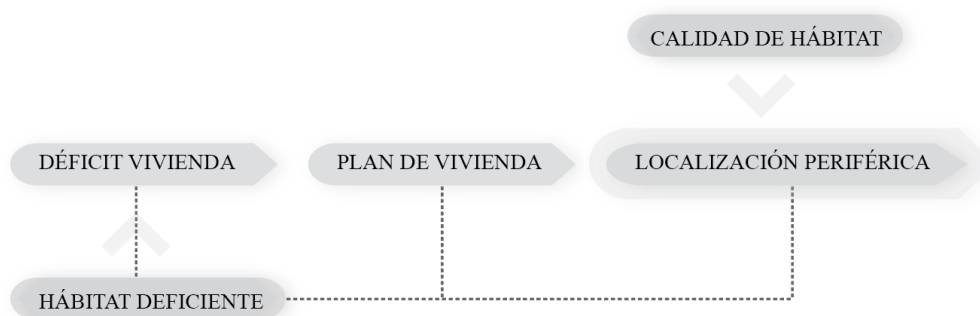 CALIDAD DE HÁBITAT
DÉFICIT VIVIENDA
PLAN DE VIVIENDA
LOCALIZACIÓN PERIFÉRICA
HÁBITAT DEFICIENTE